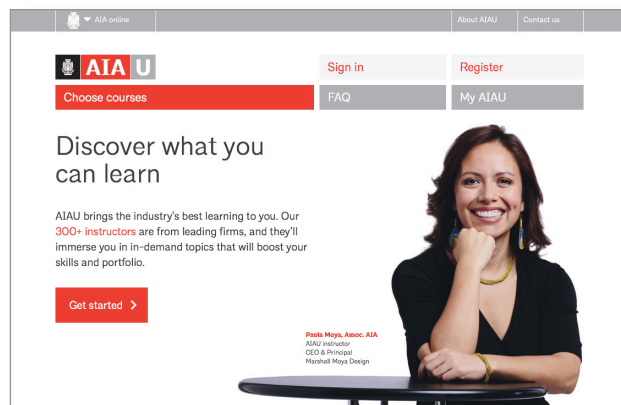 AIA online
About AIAU
Contact us
AIA U
Sign in
Register
Choose courses
FAQ
My AIAU
Discover what you
can learn
AIAU brings the industry's best learning to you. Our
300+ instructors are from leading firms, and they'll
immerse you in in-demand topics that will boost your
skills and portfolio.
Get started
Paola Moya, Assoc. AIA
AIAU instructor
CEO & Principal
Marshall Moya Design